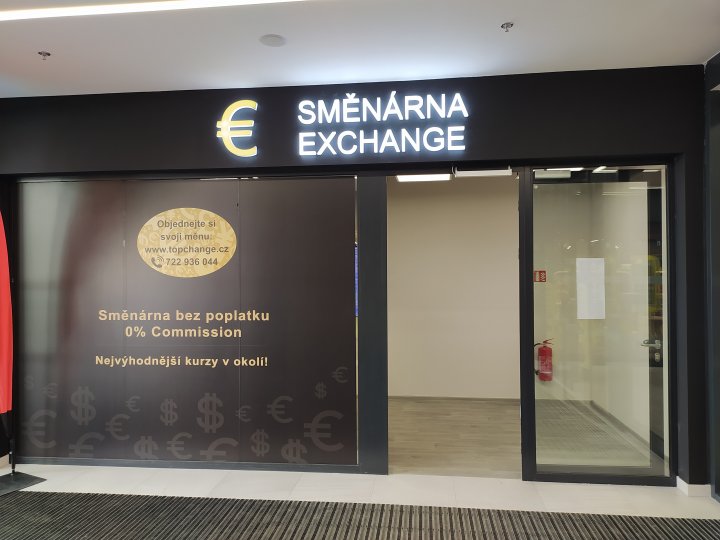 €
SMĚNÁRNA
EXCHANGE
Objednejte si
svoji měnu:
www.topchange.cz
722 936 044
Směnárna bez poplatku
0% Commission
Nejvýhodnější kurzy v okolí!